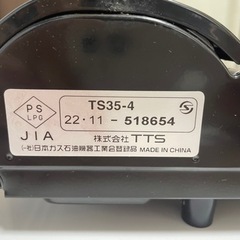 PS
LPG
TS35-4
22・11 - 518654
JIA
株式会社 TTS
(一社)日本ガス石油機器工業会登録品 MADE IN CHINA